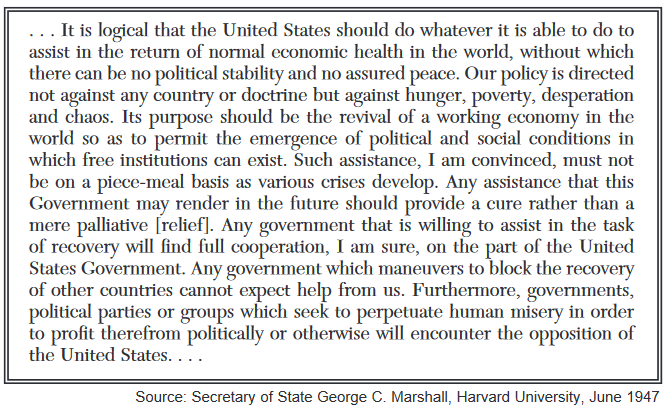 . . . It is logical that the United States should do whatever it is able to do to
assist in the return of normal economic health in the world, without which
there can be no political stability and no assured peace. Our policy is directed
not against any country or doctrine but against hunger, poverty, desperation
and chaos. Its purpose should be the revival of a working economy in the
world so as to permit the emergence of political and social conditions in
which free institutions can exist. Such assistance, I am convinced, must not
be on a piece-meal basis as various crises develop. Any assistance that this
Government may render in the future should provide a cure rather than a
mere palliative [relief]. Any government that is willing to assist in the task
of recovery will find full cooperation, I am sure, on the part of the United
States Government. Any government which maneuvers to block the recovery
of other countries cannot expect help from us. Furthermore, governments,
political parties or groups which seek to perpetuate human misery in order
to profit therefrom politically or otherwise will encounter the opposition of
the United States. . . .
Source: Secretary of State George C. Marshall, Harvard University, June 1947